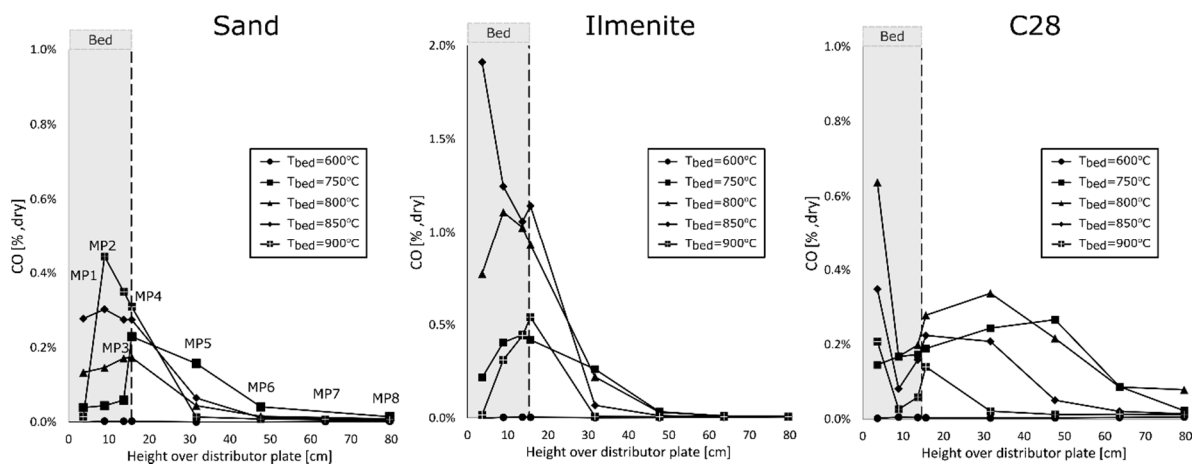 Sand
Bed
1.0%
0.8%
0.6%
0.4%
0.2%
0.0%
CO [% ,dry]
Tbed=600°C
Tbed=750°C
Tbed=800°C
Tbed=850°C
Tbed=900°C
MP1
MP2
MP3
MP4
MP5
MP6
MP7
MP8
0 10 20 30 40 50 60 70 80
Height over distributor plate [cm]
Ilmenite
Bed
2.0%
1.5%
1.0%
0.5%
0.0%
CO [% ,dry]
Tbed=600°C
Tbed=750°C
Tbed=800°C
Tbed=850°C
Tbed=900°C
0 10 20 30 40 50 60 70 80
Height over distributor plate [cm]
C28
Bed
1.0%
0.8%
0.6%
0.4%
0.2%
0.0%
CO [% ,dry]
Tbed=600°C
Tbed=750°C
Tbed=800°C
Tbed=850°C
Tbed=900°C
0 10 20 30 40 50 60 70 80
Height over distributor plate [cm]